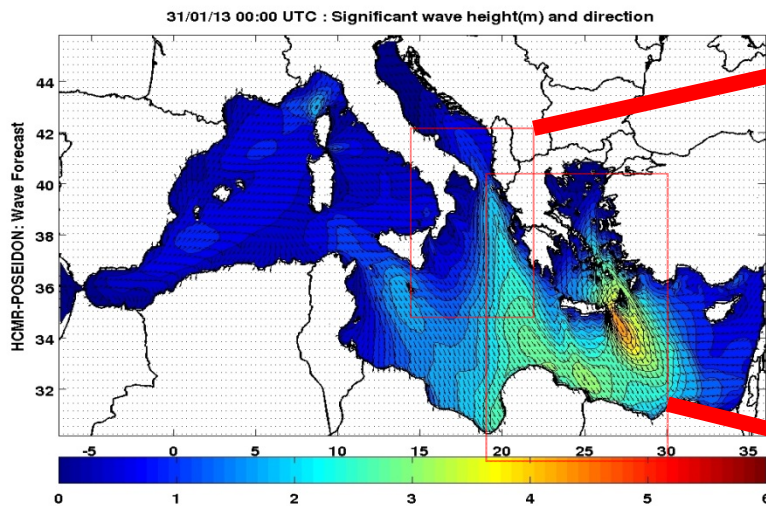 31/01/13 00:00 UTC : Significant wave height(m) and direction
HCMR-POSEIDON: Wave Forecast
44
42
40
38
36
34
32
-5 0 5 10 15 20 25 30 35
0 1 2 3 4 5 6